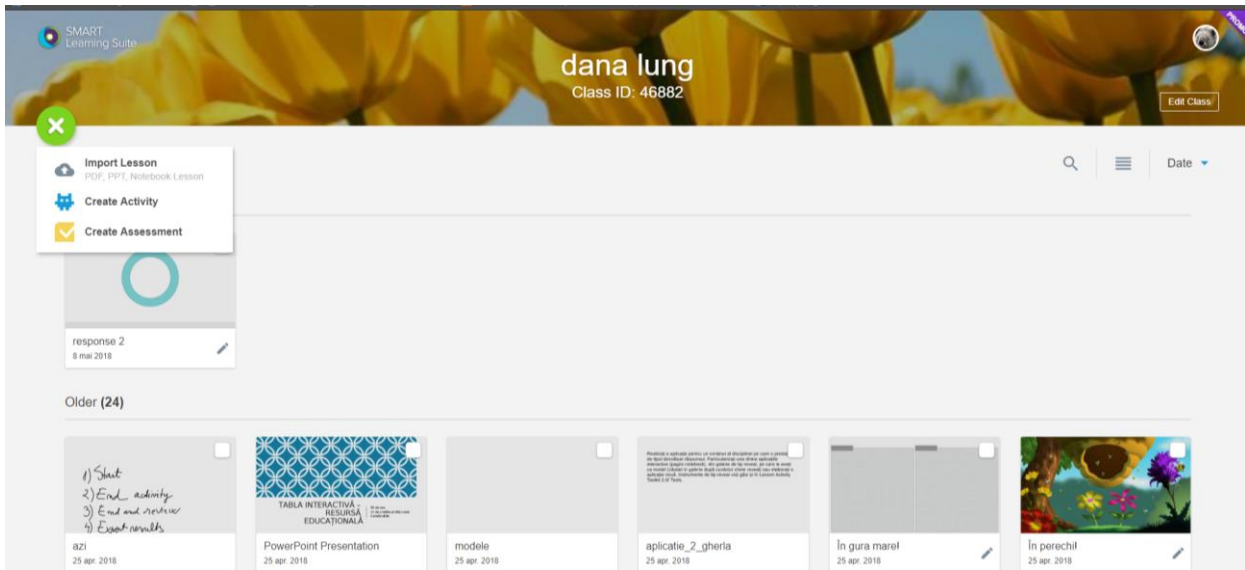 SMART
Learning Suite
PROMO
dana lung
Class ID: 46882
Edit Class
Import Lesson
PDF, PPT, Notebook Lesson
Create Activity
Create Assessment
Date
response 2
8 mai 2018
Older (24)
1) Start
2) End activity
3) End and review
4) Export results
azi
25 apr. 2018
TABLA INTERACTIVĂ -
RESURSĂ
EDUCAȚIONALĂ
PowerPoint Presentation
25 apr. 2018
modele
25 apr. 2018
aplicatie_2_gherla
25 apr. 2018
În gura mare!
25 apr. 2018
În perechi!
25 apr. 2018